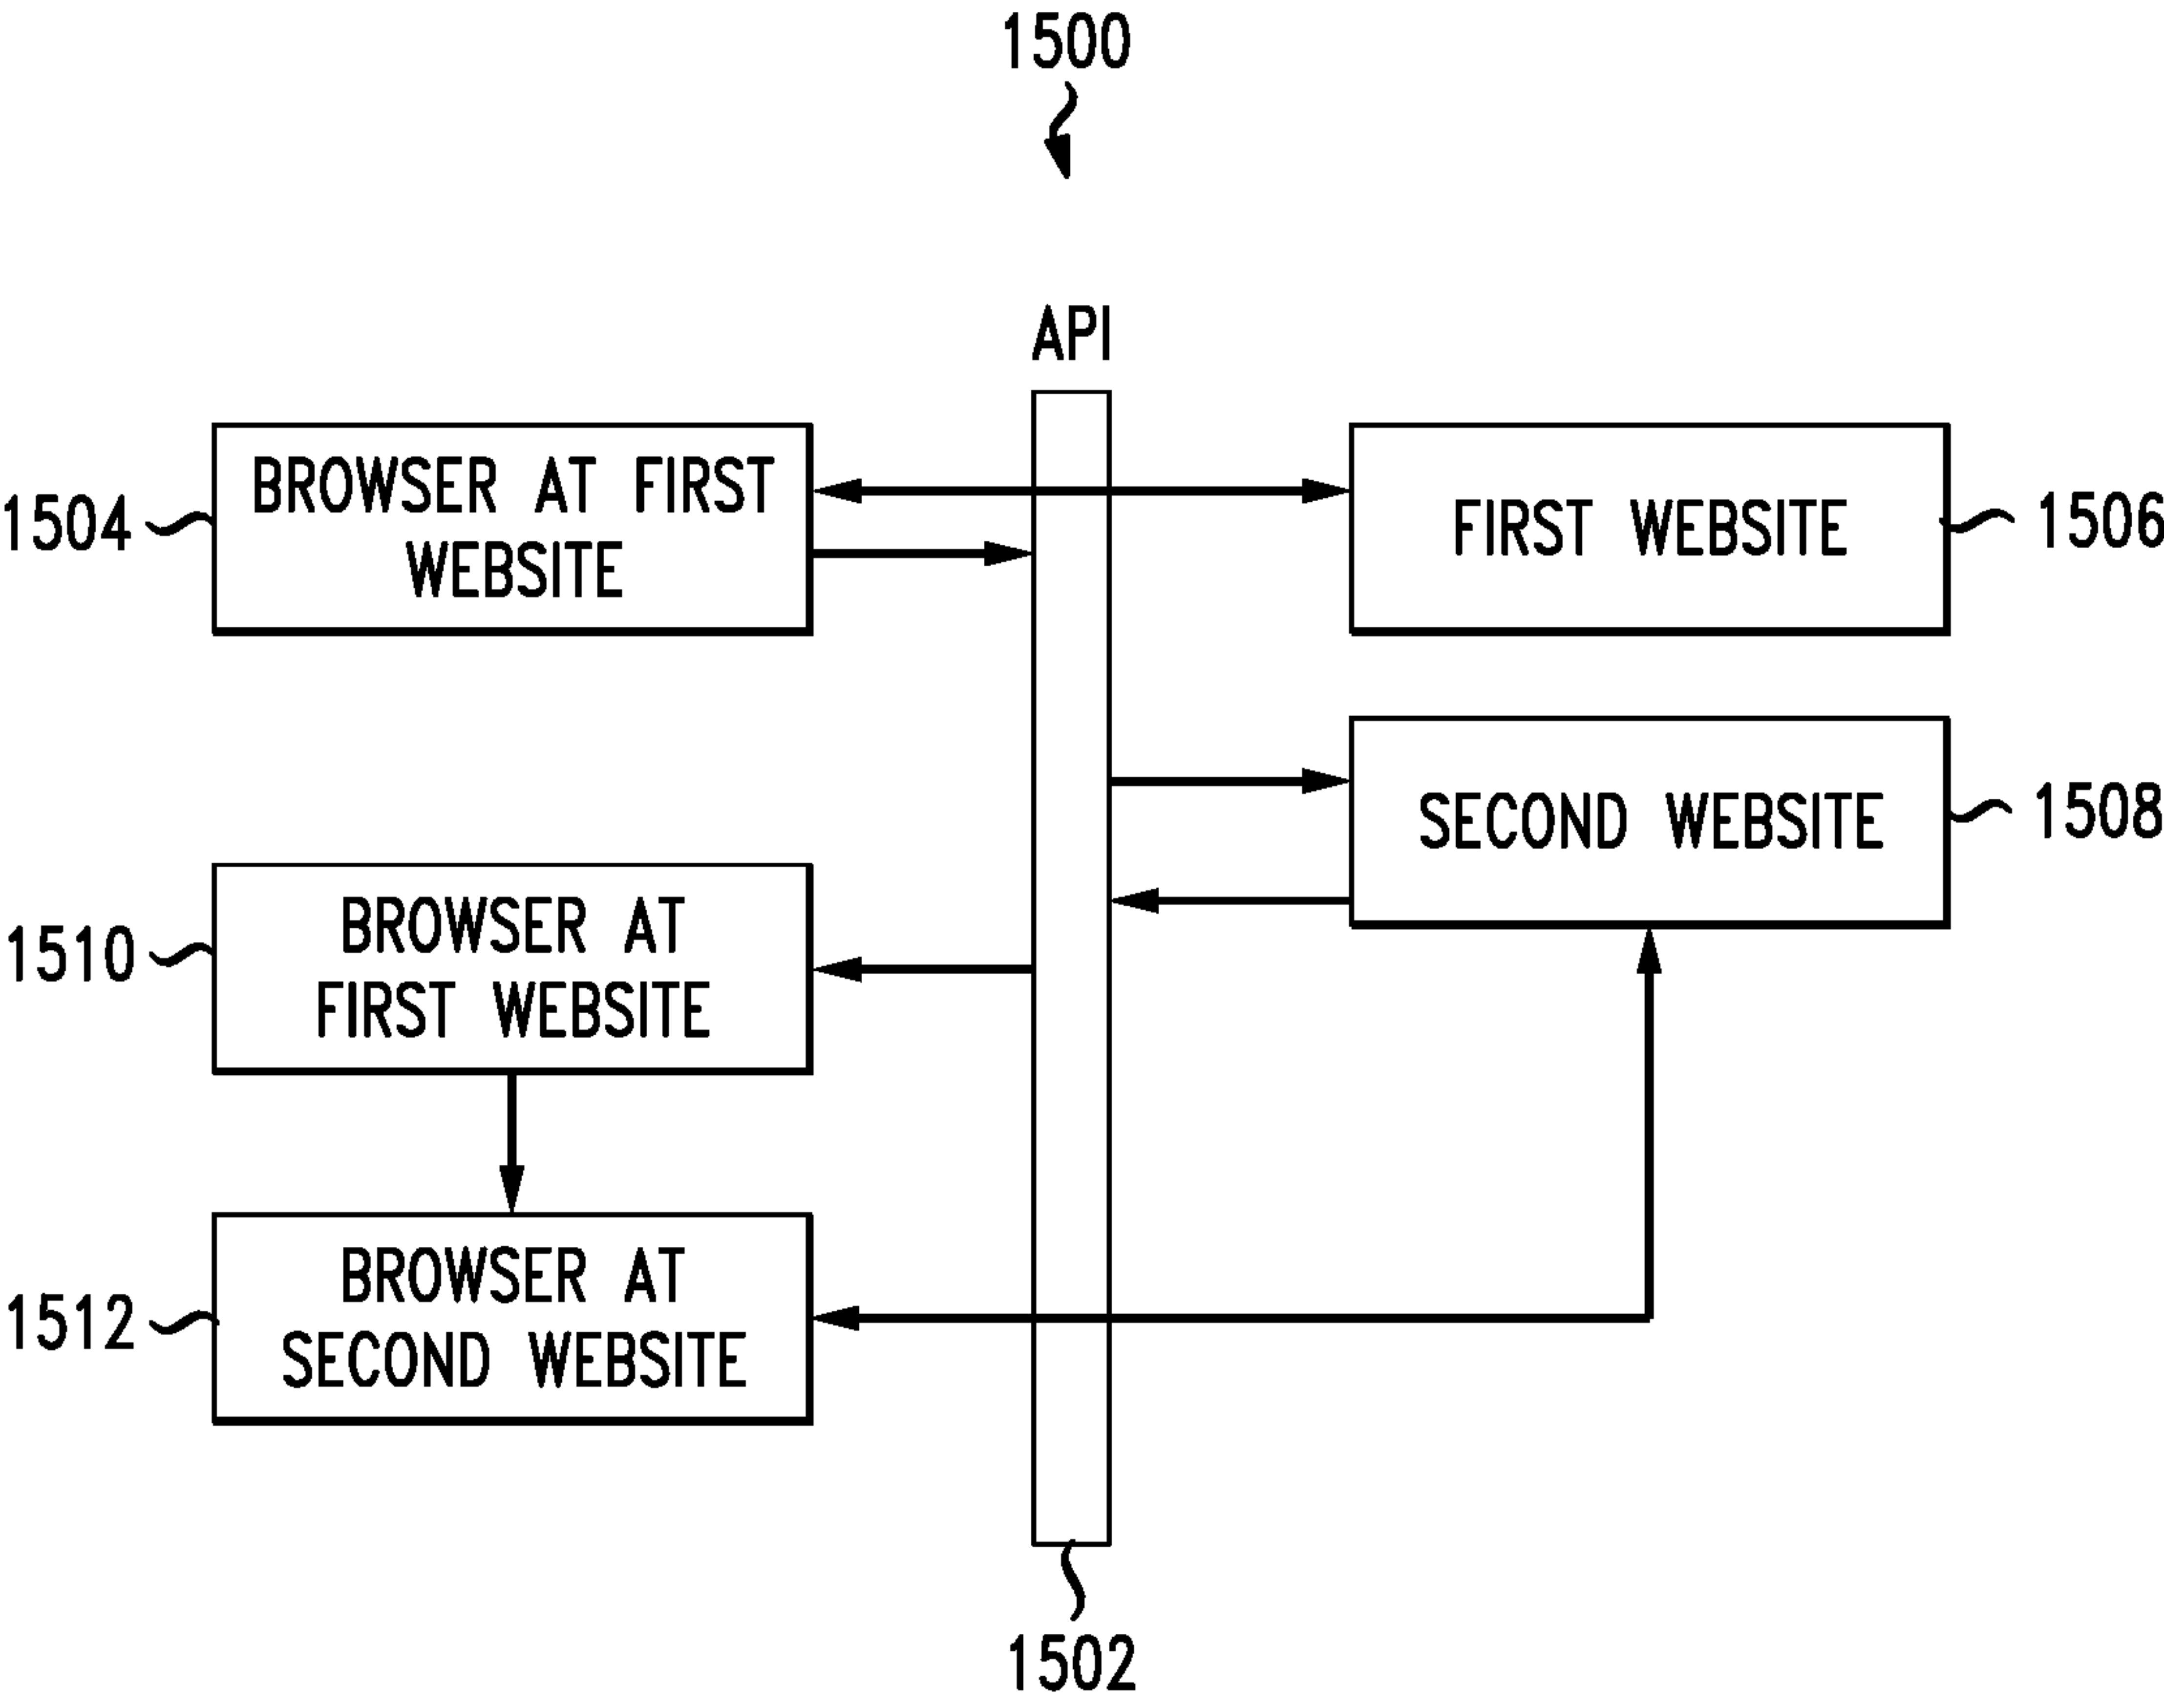 1500
API
BROWSER AT FIRST
WEBSITE
1504
FIRST WEBSITE
1506
SECOND WEBSITE
1508
BROWSER AT
FIRST WEBSITE
1510
BROWSER AT
SECOND WEBSITE
1512
1502